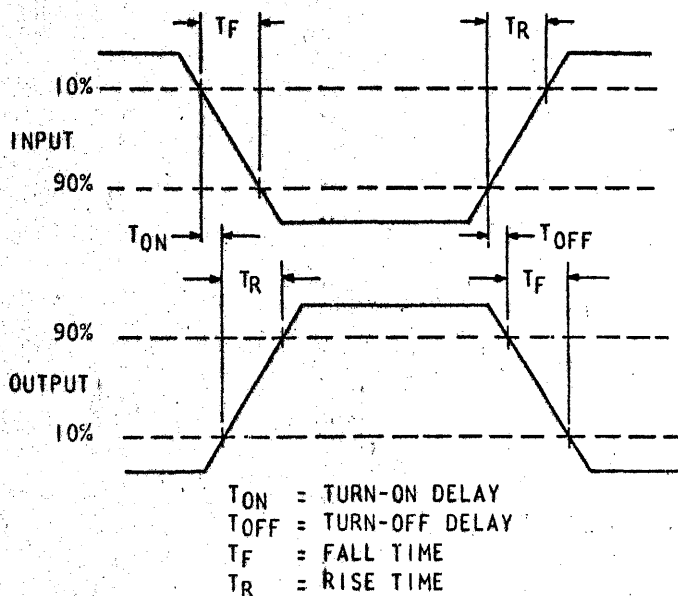 TF TR
10%
INPUT
90%
TON TOFF
TR TF
90%
OUTPUT
10%
TON = TURN-ON DELAY
TOFF = TURN-OFF DELAY
TF = FALL TIME
TR = RISE TIME